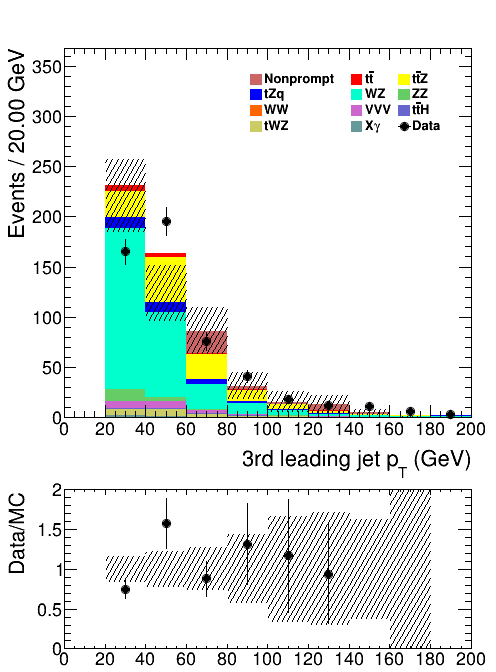 Events / 20.00 GeV
350
300
250
200
150
100
50
0
Nonprompt tt̄ tt̄Z
tZq WZ ZZ
WW VVV tt̄H
tWZ Xγ Data
0 20 40 60 80 100 120 140 160 180 200
3rd leading jet p_T (GeV)
Data/MC
2
1.5
1
0.5
0
0 20 40 60 80 100 120 140 160 180 200